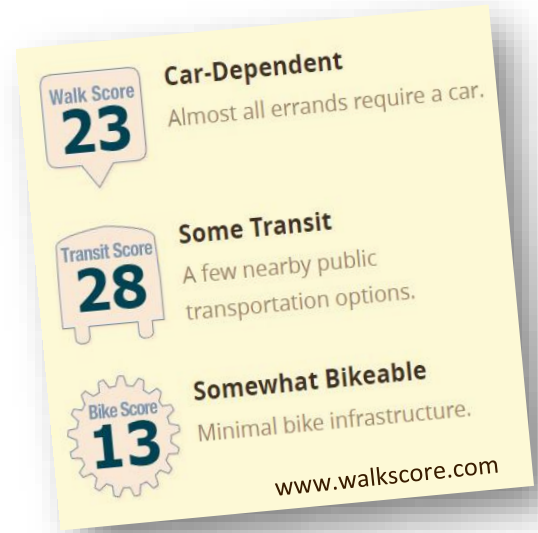 Walk Score
23
Car-Dependent
Almost all errands require a car.
Transit Score
28
Some Transit
A few nearby public
transportation options.
Bike Score
13
Somewhat Bikeable
Minimal bike infrastructure.
www.walkscore.com